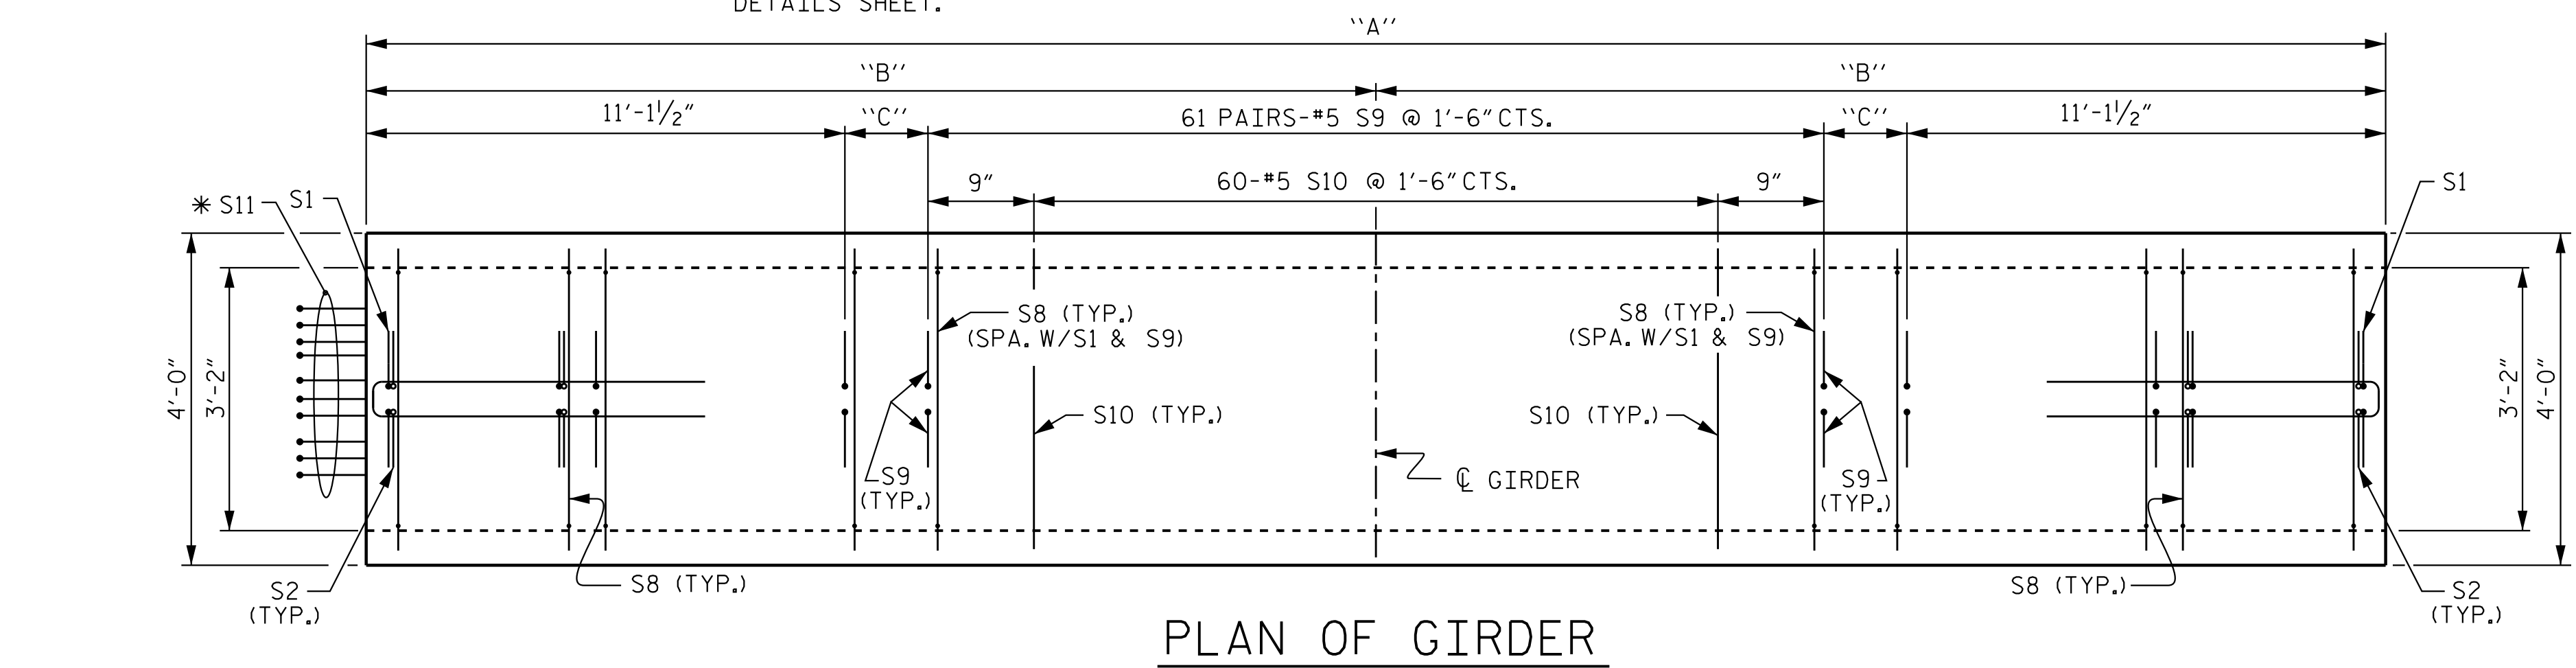 DETAILS SHEET.
‘‘A’’
‘‘B’’ ‘‘B’’
11′-1½″ ‘‘C’’ 61 PAIRS-#5 S9 @ 1′-6″CTS. ‘‘C’’ 11′-1½″
9″ 60-#5 S10 @ 1′-6″CTS. 9″
✳ S11 S1 S1
S8 (TYP.)
(SPA. W/S1 & S9)
S8 (TYP.)
(SPA. W/S1 & S9)
4′-0″ 3′-2″ 3′-2″ 4′-0″
S10 (TYP.) S10 (TYP.)
S9
(TYP.)
℄ GIRDER
S9
(TYP.)
S2
(TYP.)
S8 (TYP.) S8 (TYP.)
S2
(TYP.)
PLAN OF GIRDER